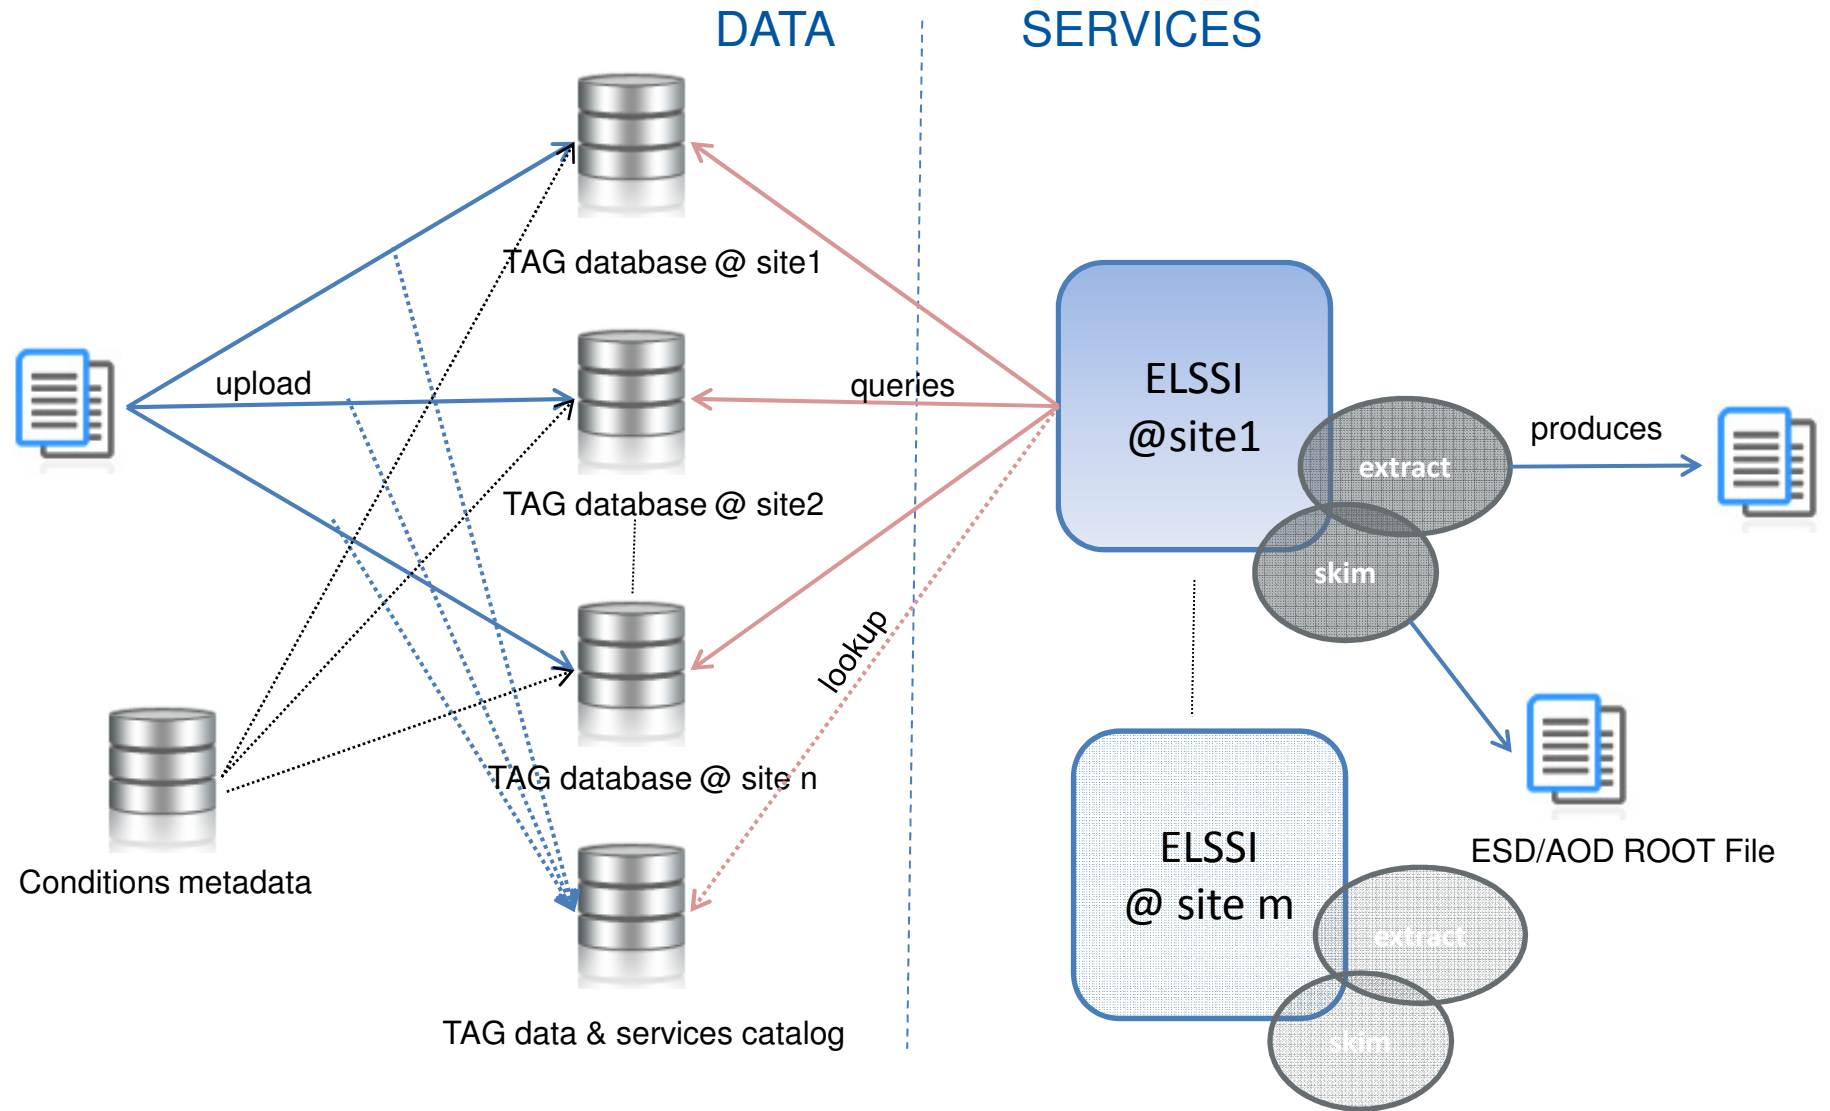 DATA
SERVICES
TAG database @ site1
upload
queries
ELSSI
@site1
produces
extract
TAG database @ site2
skim
lookup
TAG database @ site n
Conditions metadata
ELSSI
@ site m
ESD/AOD ROOT File
extract
TAG data & services catalog
skim